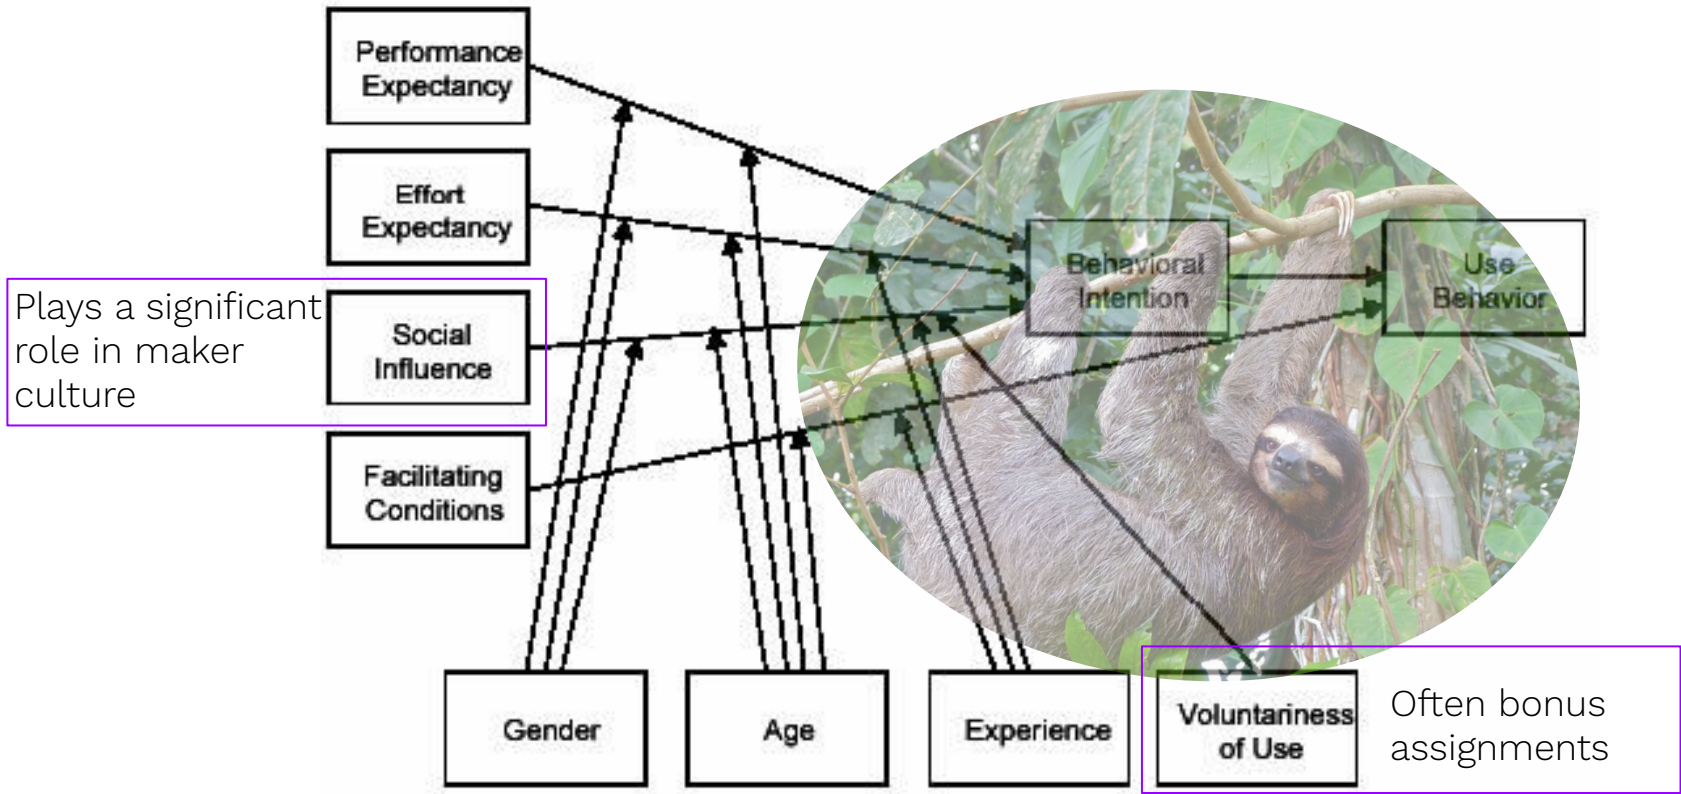 Performance
Expectancy
Effort
Expectancy
Plays a significant
role in maker
culture
Social
Influence
Facilitating
Conditions
Behavioral
Intention
Use
Behavior
Gender
Age
Experience
Voluntariness
of Use
Often bonus
assignments